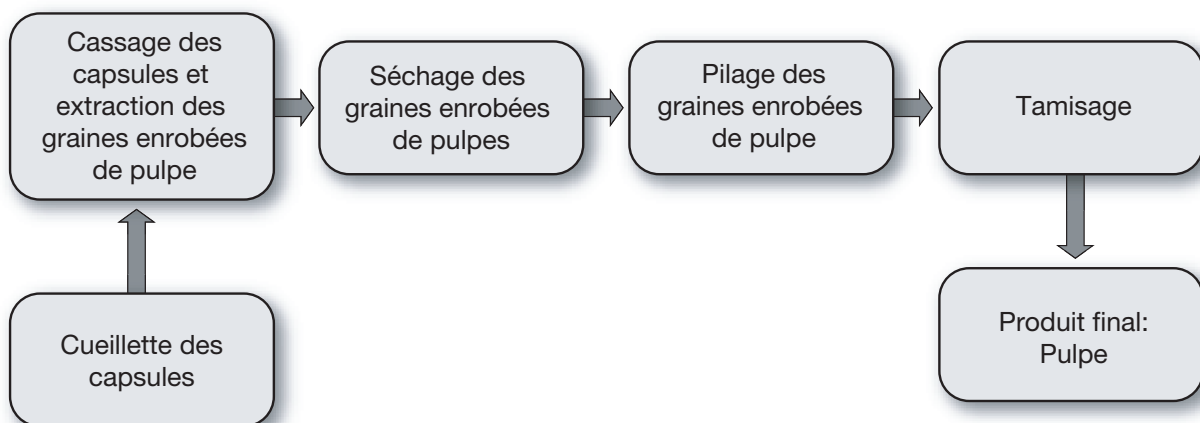 Cassage des
capsules et
extraction des
graines enrobées
de pulpe
Séchage des
graines enrobées
de pulpes
Pilage des
graines enrobées
de pulpe
Tamisage
Cueillette des
capsules
Produit final:
Pulpe